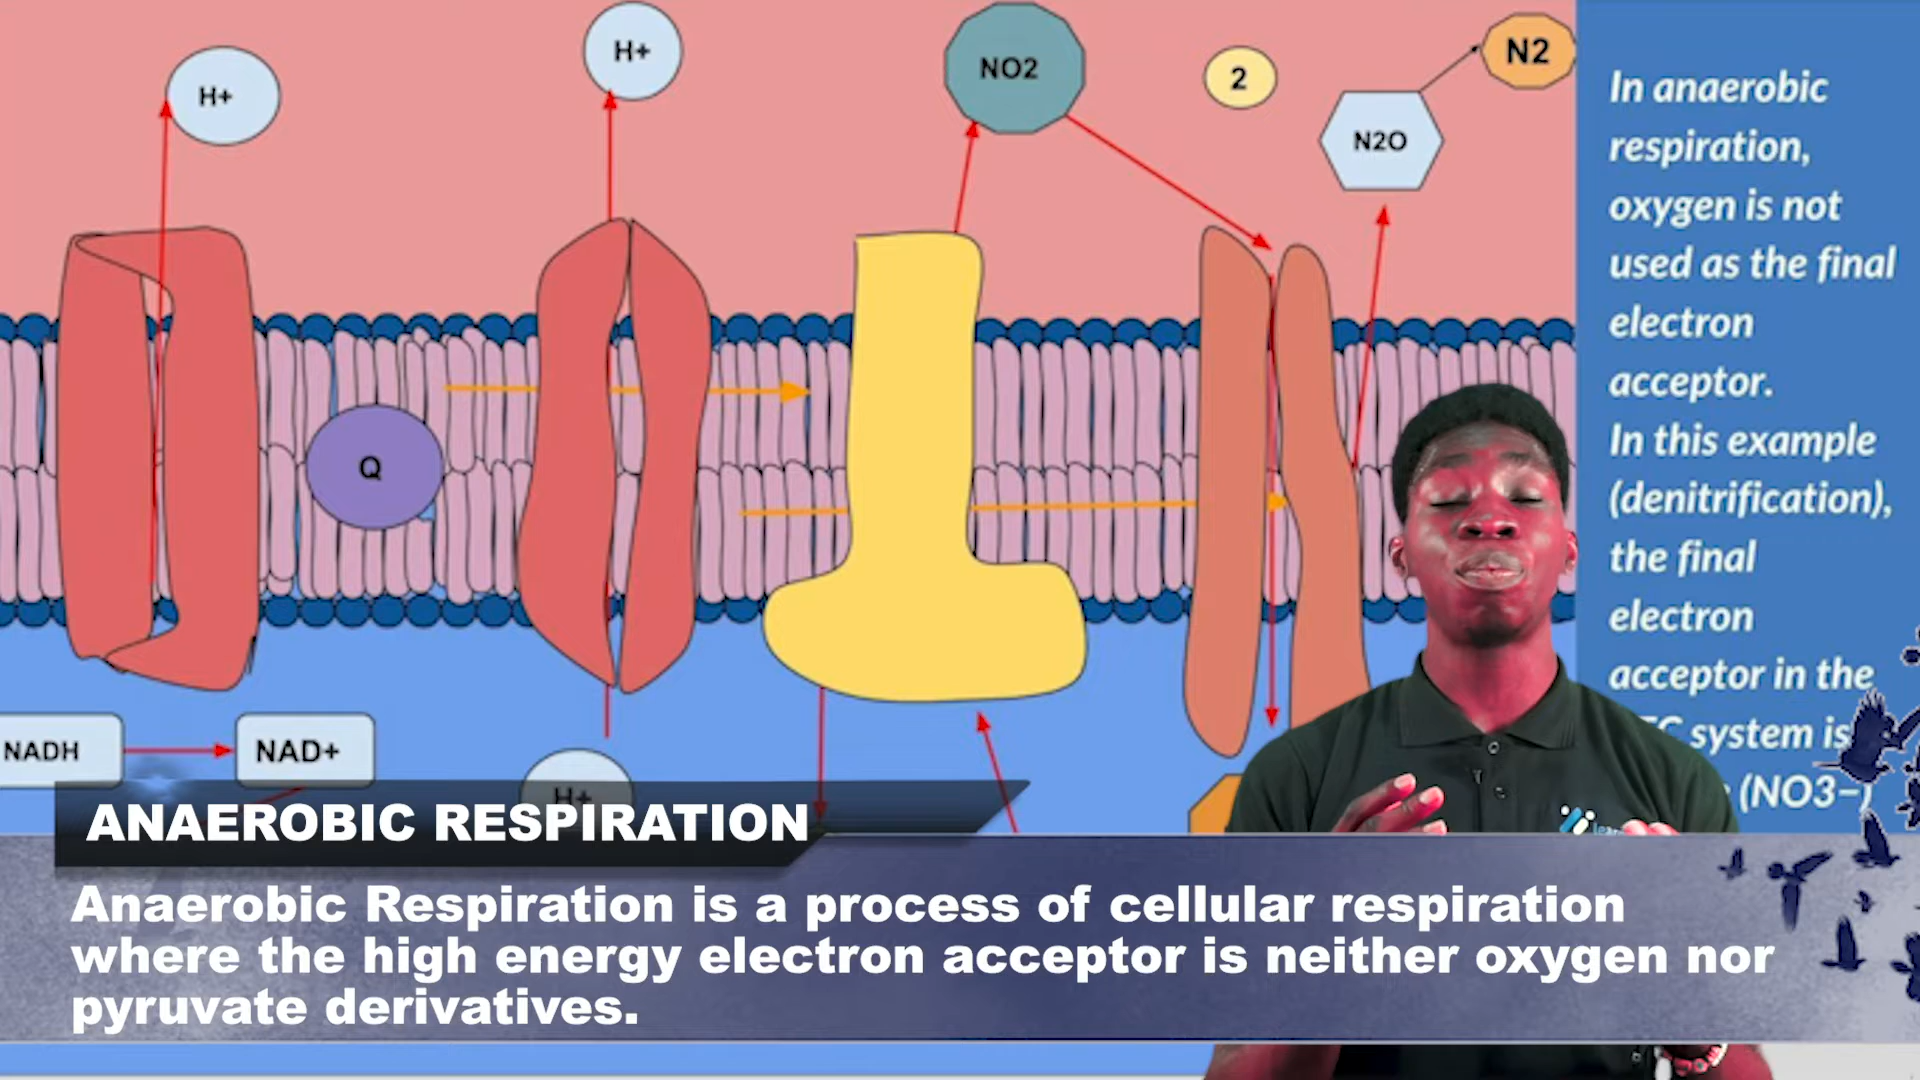 H+
H+
NO2
2
N2O
N2
In anaerobic
respiration,
oxygen is not
used as the final
electron
acceptor.
In this example
(denitrification),
the final
electron
acceptor in the
system is
(NO3-)
Q
NADH
NAD+
H+
ANAEROBIC RESPIRATION
Anaerobic Respiration is a process of cellular respiration
where the high energy electron acceptor is neither oxygen nor
pyruvate derivatives.